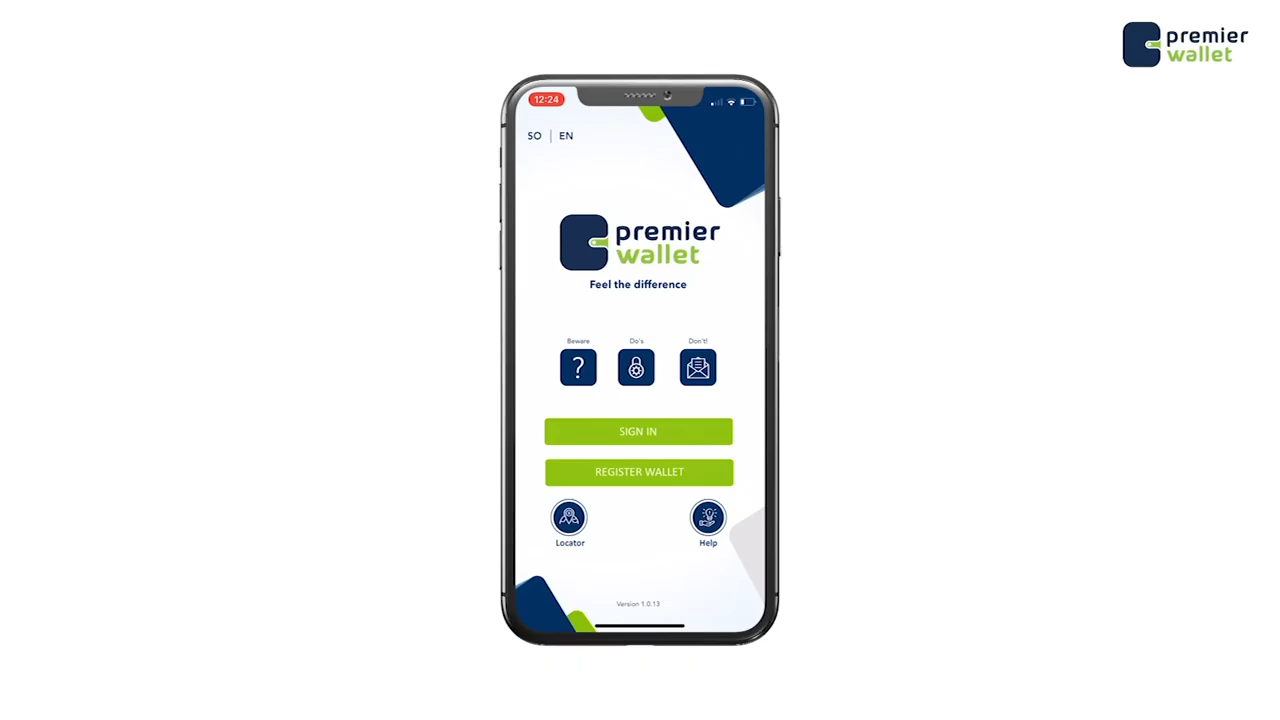 premier
wallet
12:24
SO | EN
premier
wallet
Feel the difference
Beware
Do's
Don't!
?
SIGN IN
REGISTER WALLET
Locator
Help
Version 1.0.13